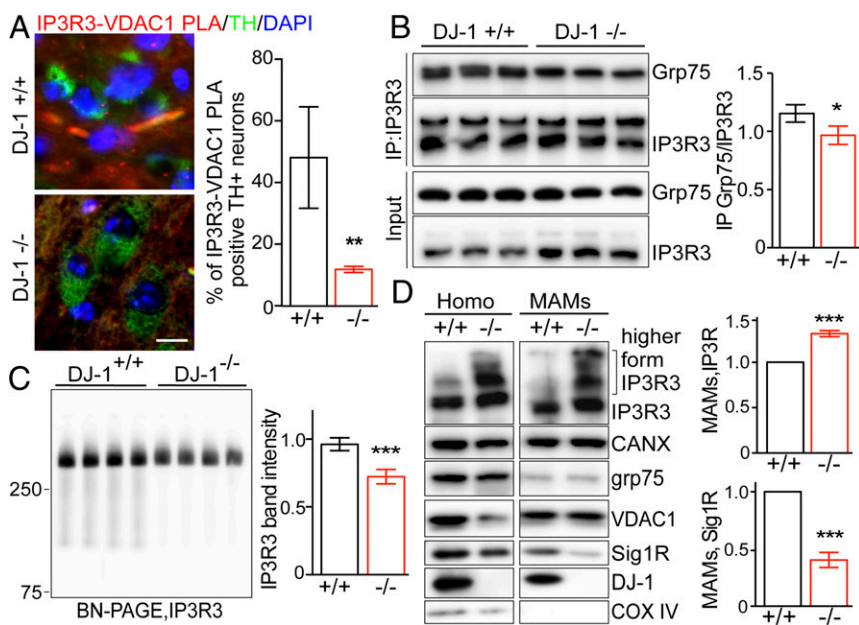 A
IP3R3-VDAC1 PLA/TH/DAPI
DJ-1 +/+
DJ-1 -/-
% of IP3R3-VDAC1 PLA
positive TH+ neurons
80
60
40
20
0
**
+/+
-/-
B
DJ-1 +/+
DJ-1 -/-
IP:IP3R3
Grp75
IP3R3
Input
Grp75
IP3R3
IP Grp75/IP3R3
1.5
1.0
0.5
0
*
+/+
-/-
C
DJ-1+/+
DJ-1-/-
250
75
BN-PAGE,IP3R3
IP3R3 band intensity
1.0
0.5
0
***
+/+
-/-
D
Homo
MAMs
+/+ -/-
+/+ -/-
higher
form
IP3R3
IP3R3
CANX
grp75
VDAC1
Sig1R
DJ-1
COX IV
MAMs,IP3R
1.5
1.0
0.5
0
***
+/+
-/-
MAMs, Sig1R
1.0
0.5
0
***
+/+
-/-